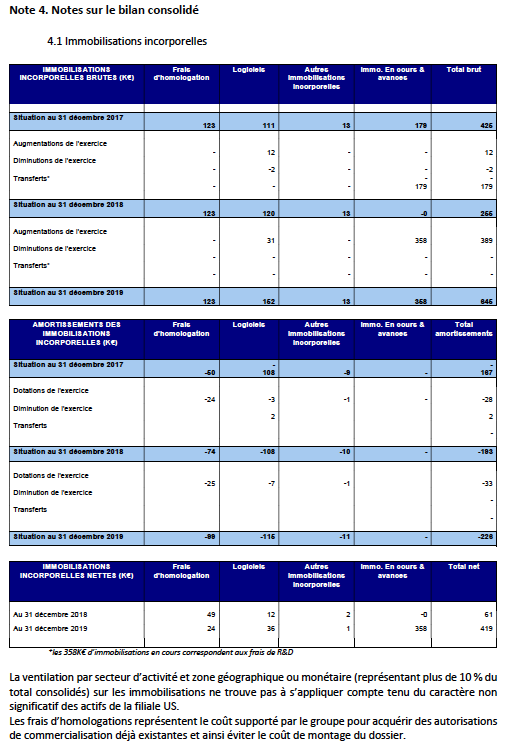 Note 4. Notes sur le bilan consolidé
4.1 Immobilisations incorporelles
IMMOBILISATIONS INCORPORELLES BRUTES (K€) Frais d'homologation Logiciels Autres immobilisations incorporelles Immo. En cours & avances Total brut
Situation au 31 décembre 2017 123 111 13 179 425
Augmentations de l'exercice - 12 - - 12
Diminutions de l'exercice - -2 - - -2
Transferts* - - - 179 179
Situation au 31 décembre 2018 123 120 13 -0 255
Augmentations de l'exercice - 31 - 358 389
Diminutions de l'exercice - - - - -
Transferts* - - - - -
Situation au 31 décembre 2019 123 152 13 358 645
AMORTISSEMENTS DES IMMOBILISATIONS INCORPORELLES (K€) Frais d'homologation Logiciels Autres immobilisations incorporelles Immo. En cours & avances Total amortissements
Situation au 31 décembre 2017 -50 -108 -9 - -167
Dotations de l'exercice -24 -3 -1 - -28
Diminution de l'exercice 2 2
Transferts -
Situation au 31 décembre 2018 -74 -108 -10 - -193
Dotations de l'exercice -25 -7 -1 -33
Diminution de l'exercice -
Transferts -
Situation au 31 décembre 2019 -99 -115 -11 - -226
IMMOBILISATIONS INCORPORELLES NETTES (K€) Frais d'homologation Logiciels Autres immobilisations incorporelles Immo. En cours & avances Total net
Au 31 décembre 2018 49 12 2 -0 61
Au 31 décembre 2019 24 36 1 358 419
*les 358K€ d'immobilisations en cours correspondent aux frais de R&D
La ventilation par secteur d'activité et zone géographique ou monétaire (représentant plus de 10 % du
total consolidés) sur les immobilisations ne trouve pas à s'appliquer compte tenu du caractère non
significatif des actifs de la filiale US.
Les frais d'homologations représentent le coût supporté par le groupe pour acquérir des autorisations
de commercialisation déjà existantes et ainsi éviter le coût de montage du dossier.